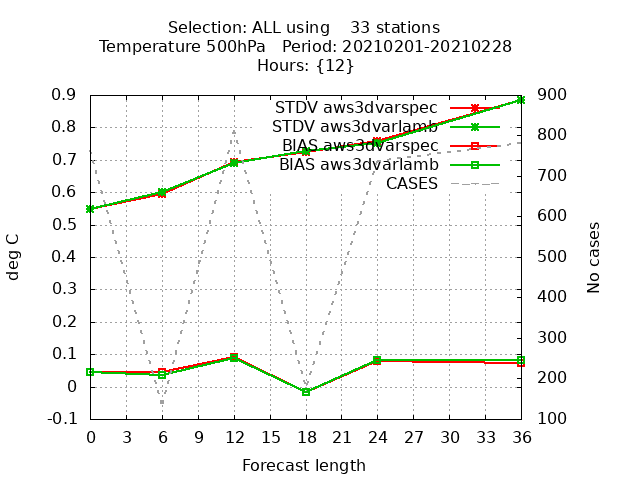 Selection: ALL using 33 stations
Temperature 500hPa Period: 20210201-20210228
Hours: {12}
0.9
0.8
0.7
0.6
0.5
0.4
0.3
0.2
0.1
0
-0.1
deg C
STDV aws3dvarspec
STDV aws3dvarlamb
BIAS aws3dvarspec
BIAS aws3dvarlamb
CASES
900
800
700
600
500
400
300
200
100
No cases
0 3 6 9 12 15 18 21 24 27 30 33 36
Forecast length